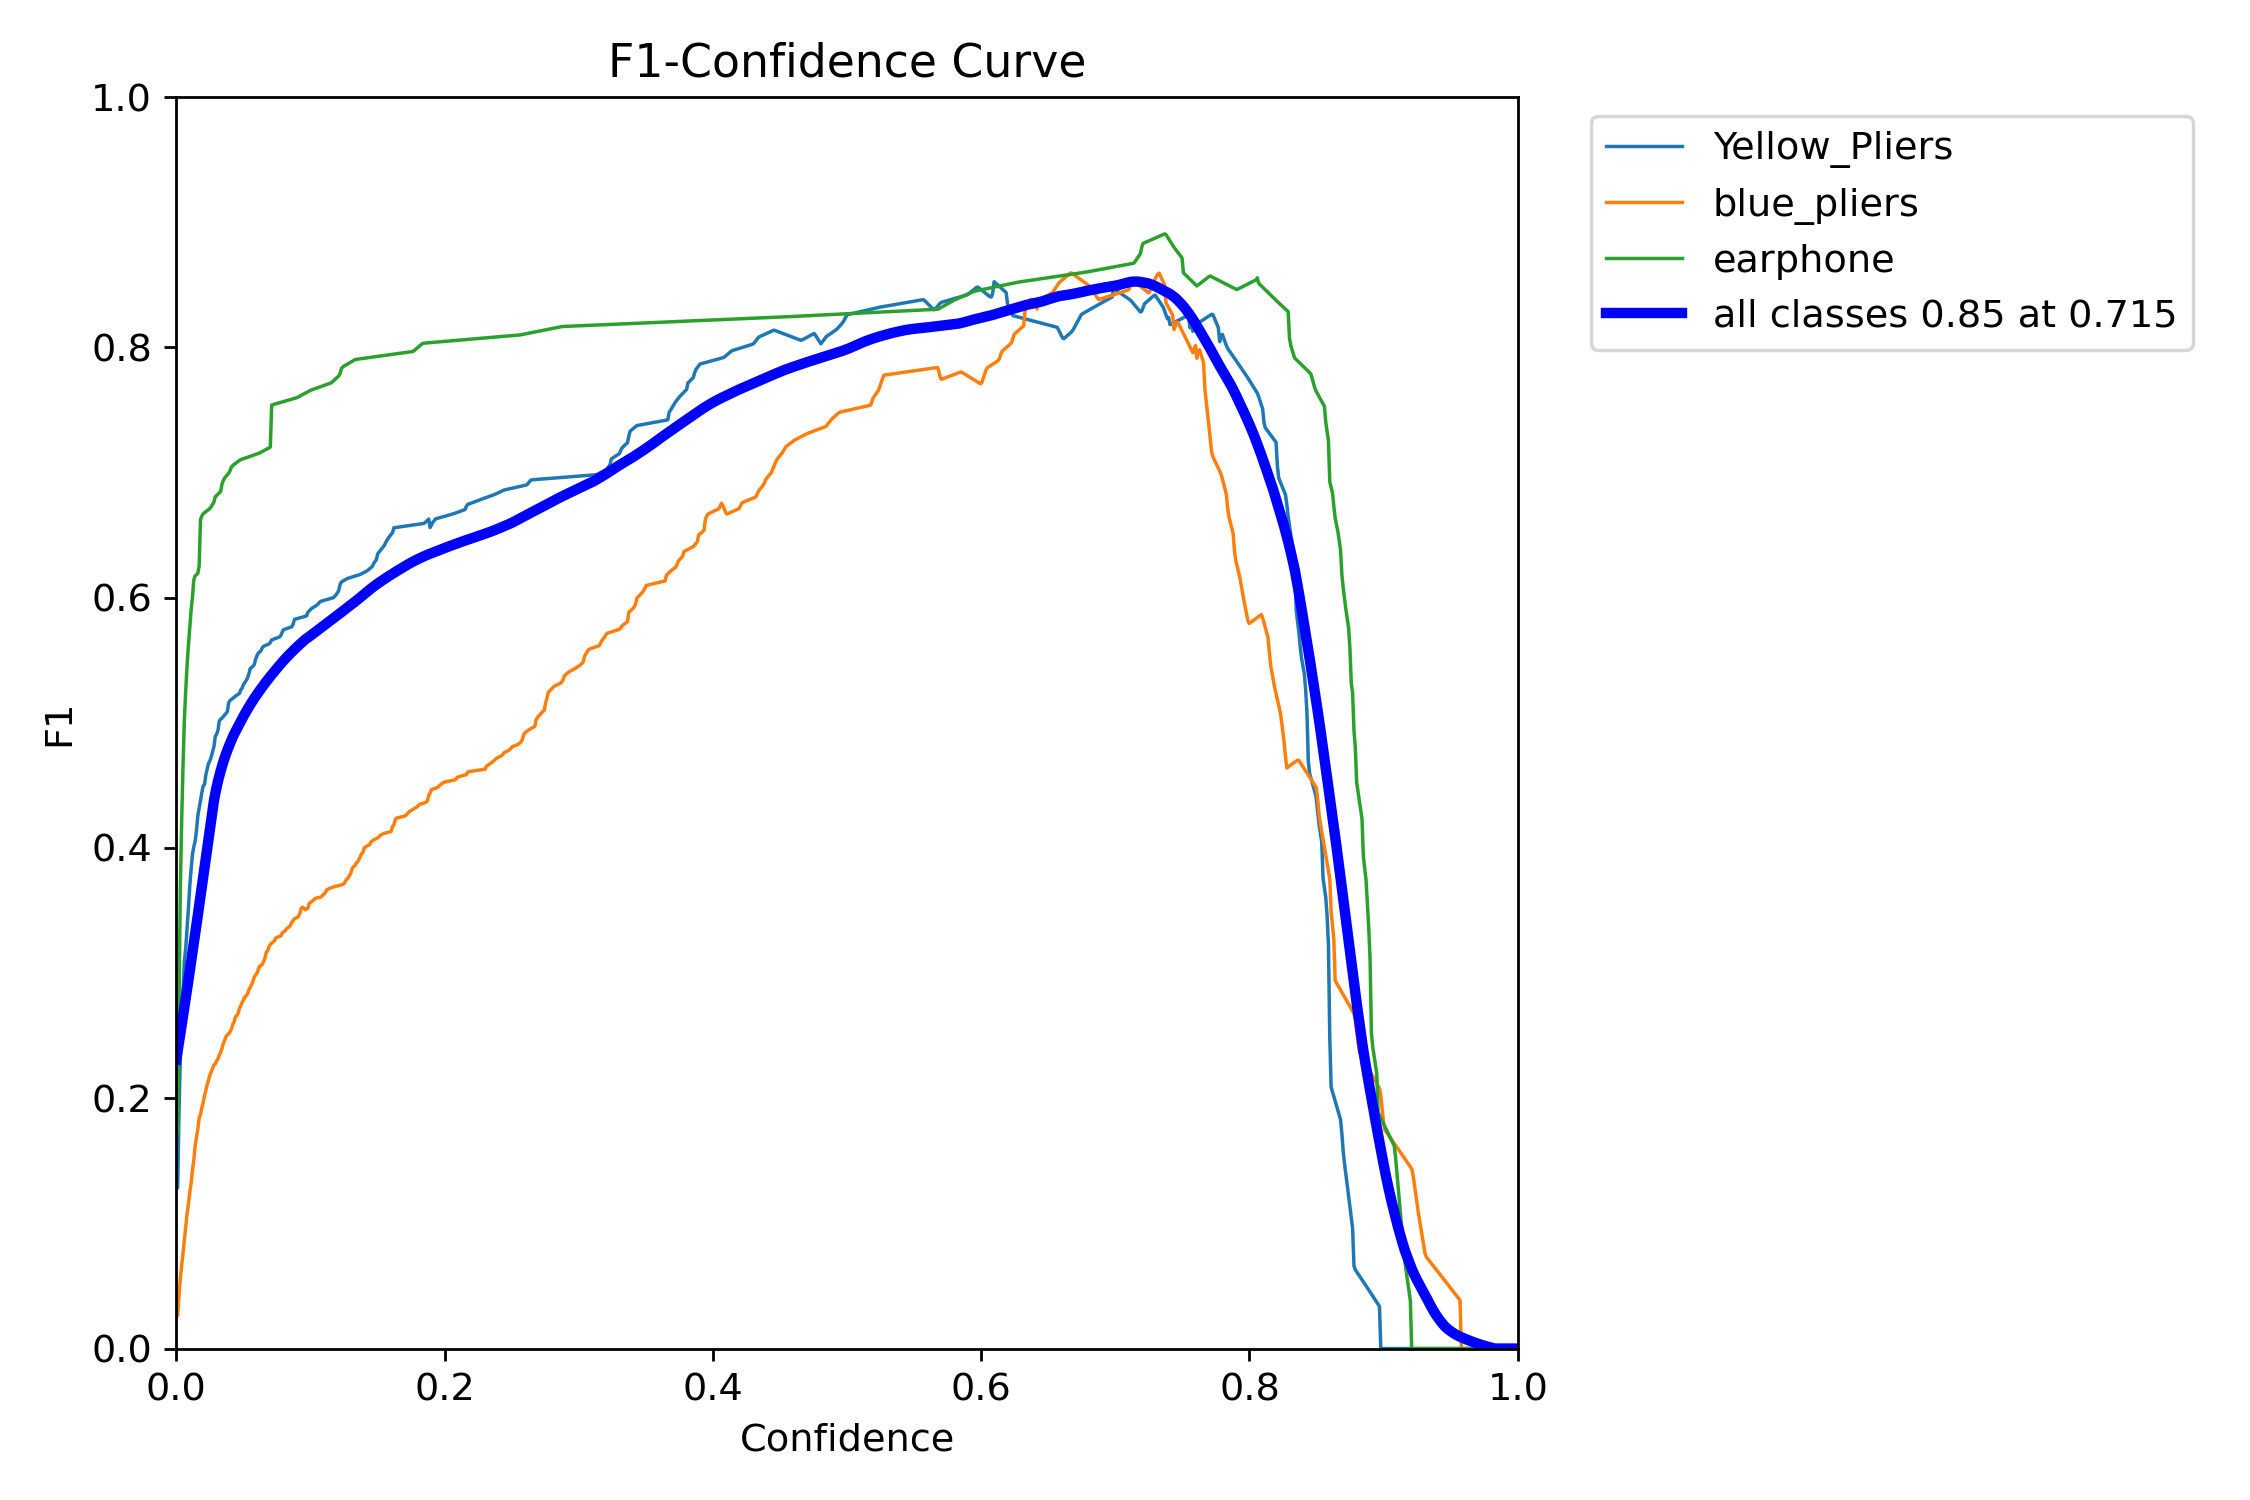 F1-Confidence Curve
1.0
0.8
0.6
0.4
0.2
0.0
F1
0.0 0.2 0.4 0.6 0.8 1.0
Confidence
Yellow_Pliers
blue_pliers
earphone
all classes 0.85 at 0.715